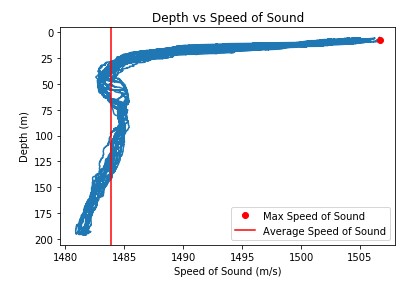 Depth vs Speed of Sound
0
25
50
75
100
125
150
175
200
Depth (m)
Max Speed of Sound
Average Speed of Sound
1480 1485 1490 1495 1500 1505
Speed of Sound (m/s)